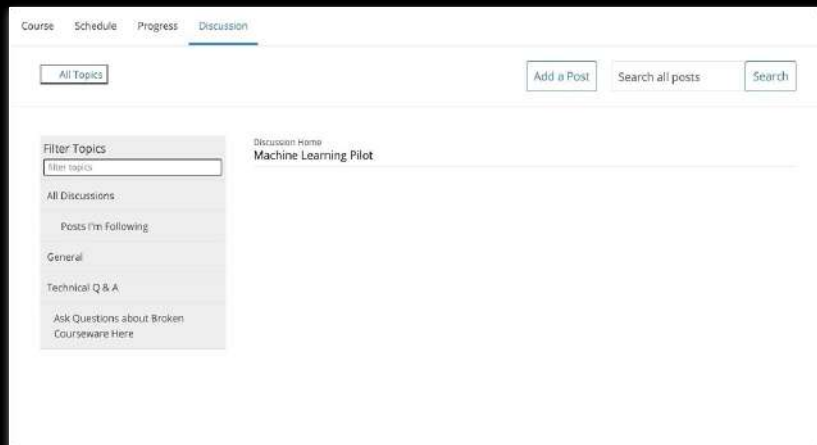 Course Schedule Progress Discussion
All Topics
Add a Post
Search all posts
Search
Filter Topics
filter topics
All Discussions
Posts I'm Following
General
Technical Q & A
Ask Questions about Broken
Courseware Here
Discussion Home
Machine Learning Pilot